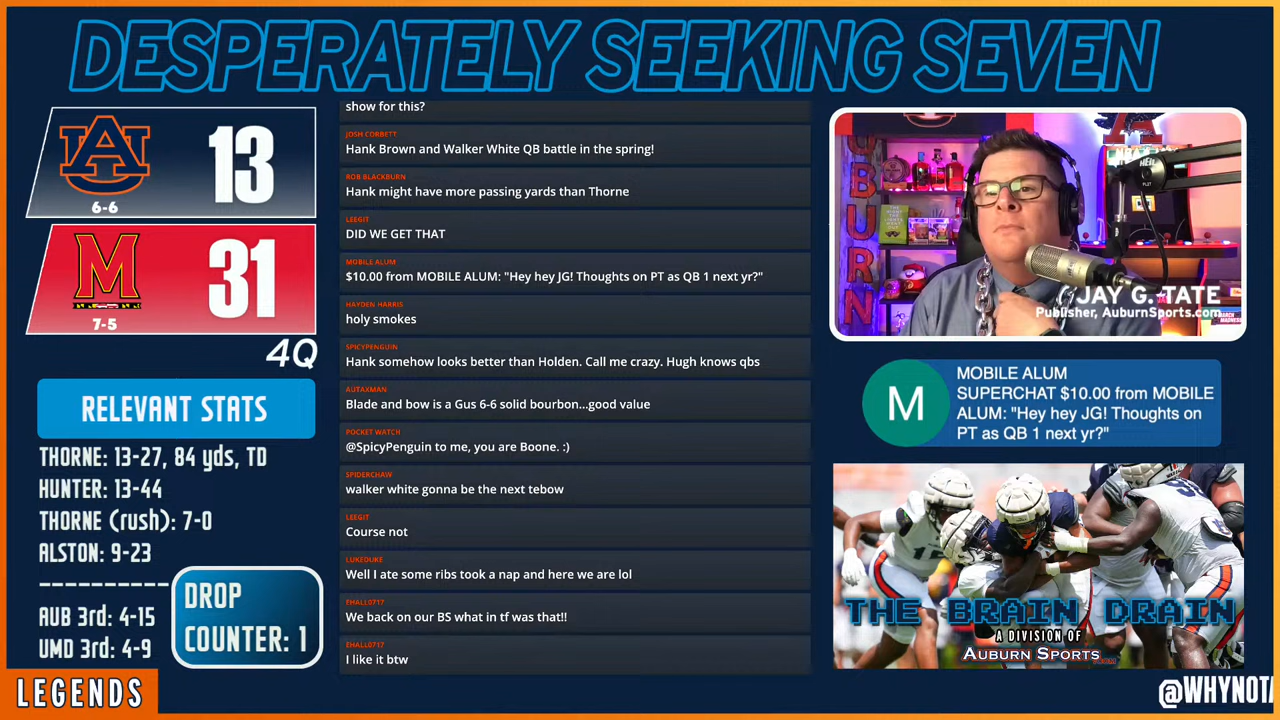 DESPERATELY SEEKING SEVEN
AU
13
6-6
M
31
7-5
4Q
RELEVANT STATS
THORNE: 13-27, 84 yds, TD
HUNTER: 13-44
THORNE (rush): 7-0
ALSTON: 9-23
----------
AUB 3rd: 4-15
UMD 3rd: 4-9
DROP
COUNTER: 1
show for this?
JOSH CORBETT
Hank Brown and Walker White QB battle in the spring!
ROB BLACKBURN
Hank might have more passing yards than Thorne
LEEGIT
DID WE GET THAT
MOBILE ALUM
$10.00 from MOBILE ALUM: "Hey hey JG! Thoughts on PT as QB 1 next yr?"
HAYDEN HARRIS
holy smokes
SPICYPENGUIN
Hank somehow looks better than Holden. Call me crazy. Hugh knows qbs
AUTAXMAN
Blade and bow is a Gus 6-6 solid bourbon...good value
POCKET WATCH
@SpicyPenguin to me, you are Boone. :)
SPIDERCHAW
walker white gonna be the next tebow
LEEGIT
Course not
LUKEDUKE
Well I ate some ribs took a nap and here we are lol
EHALL0717
We back on our BS what in tf was that!!
EHALL0717
I like it btw
BURN
JAY G. TATE
Publisher, AuburnSports.com
M
MOBILE ALUM
SUPERCHAT $10.00 from MOBILE
ALUM: "Hey hey JG! Thoughts on
PT as QB 1 next yr?"
THE BRAIN DRAIN
A DIVISION OF
AUBURN SPORTS
.COM
LEGENDS
@WHYNOTA